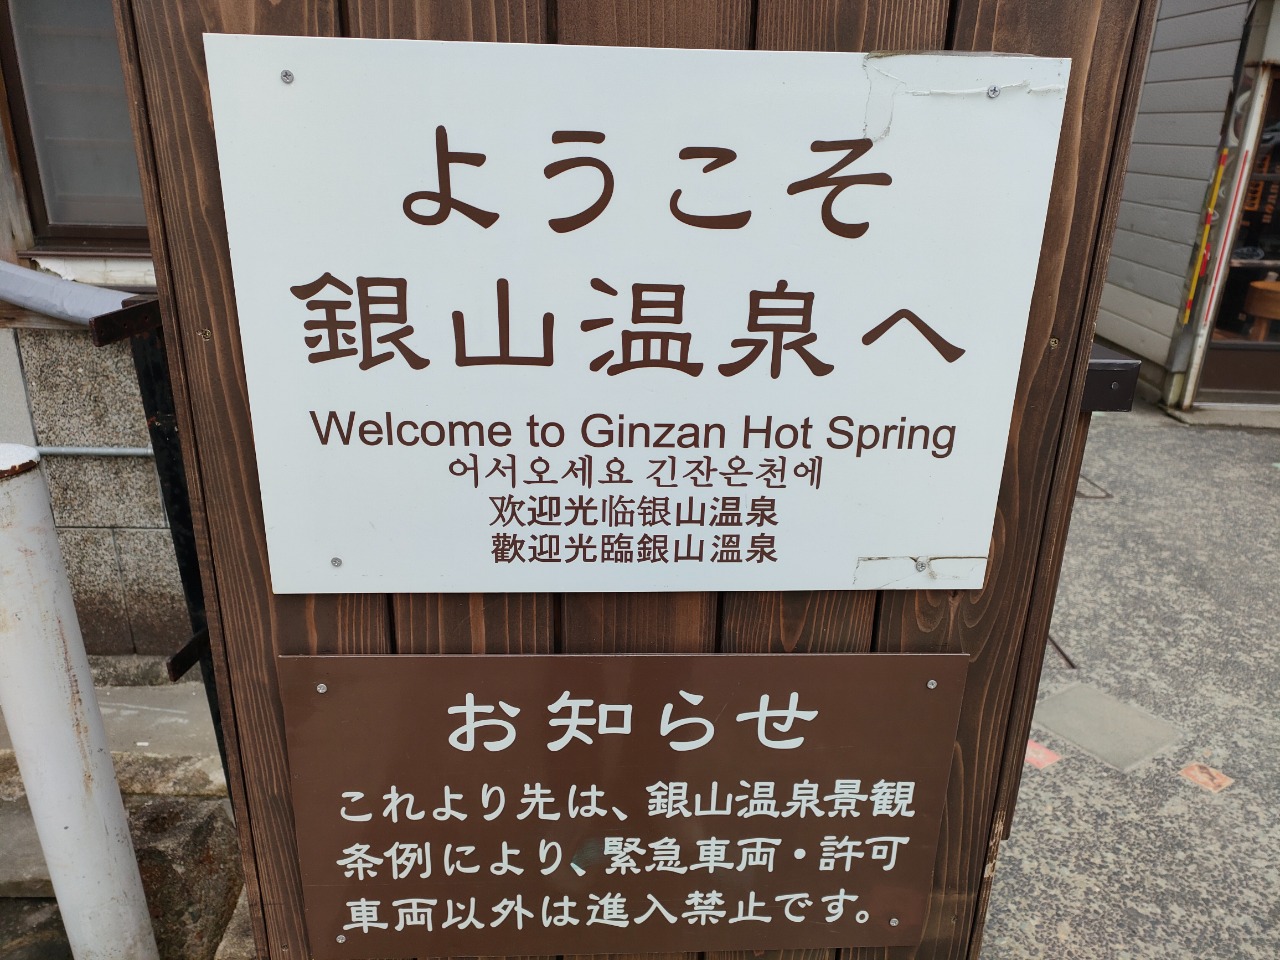 ようこそ
銀山温泉へ
Welcome to Ginzan Hot Spring
어서오세요 긴잔온천에
欢迎光临银山温泉
歡迎光臨銀山溫泉
お知らせ
これより先は、銀山温泉景観
条例により、緊急車両・許可
車両以外は進入禁止です。